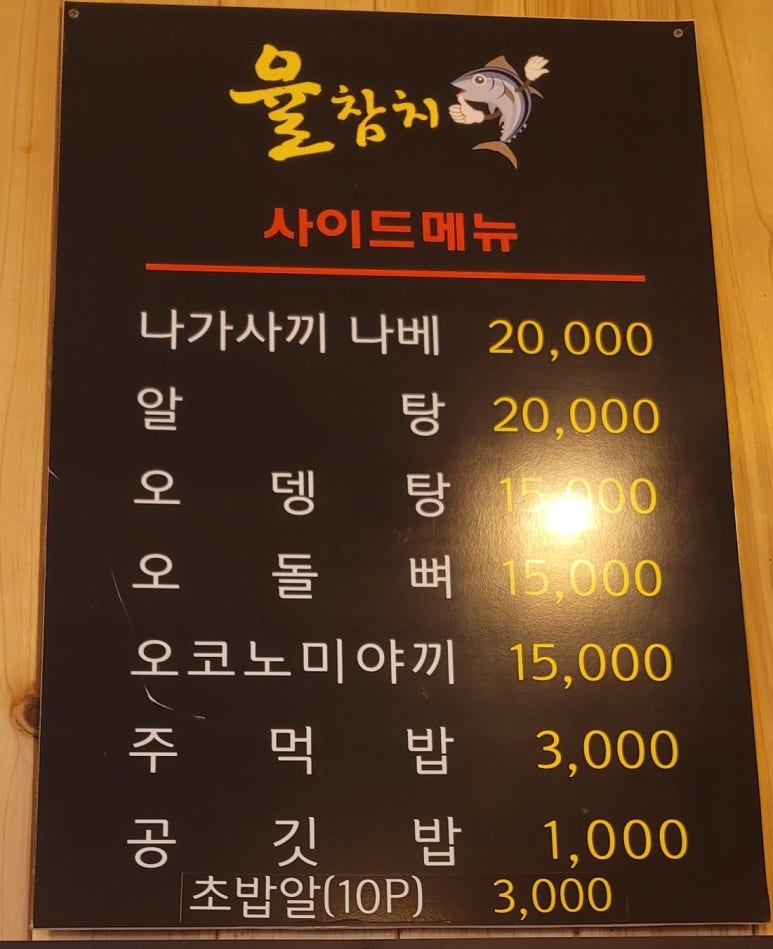 율참치
사이드메뉴
나가사끼 나베 20,000
알 탕 20,000
오 뎅 탕 15,000
오 돌 뼈 15,000
오코노미야끼 15,000
주 먹 밥 3,000
공 깃 밥 1,000
초밥알(10P) 3,000